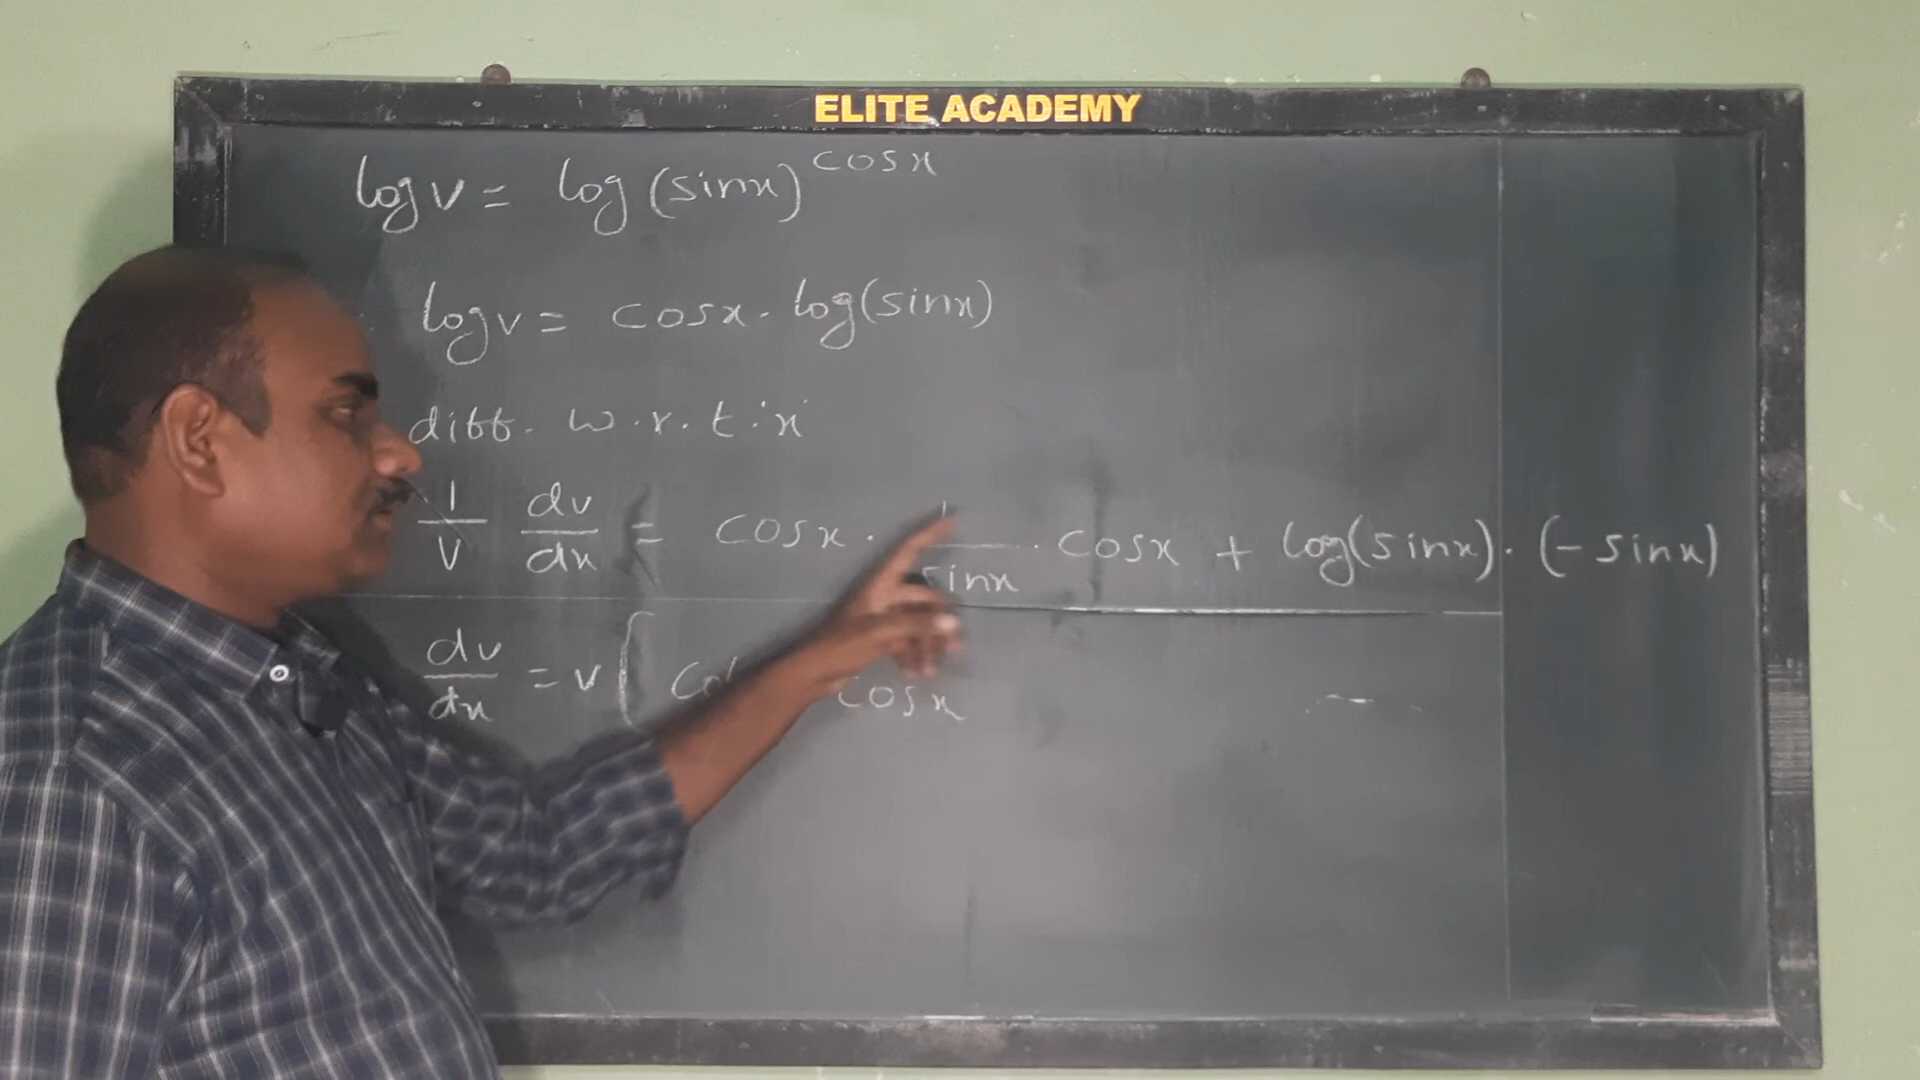 ELITE ACADEMY
log v = log (sinx)^cosx
log v = cosx . log(sinx)
diff. w.r.t. 'x'
1/v dv/dx = cosx . 1/sinx . cosx + log(sinx) . (-sinx)
dv/dx = v [ cosx